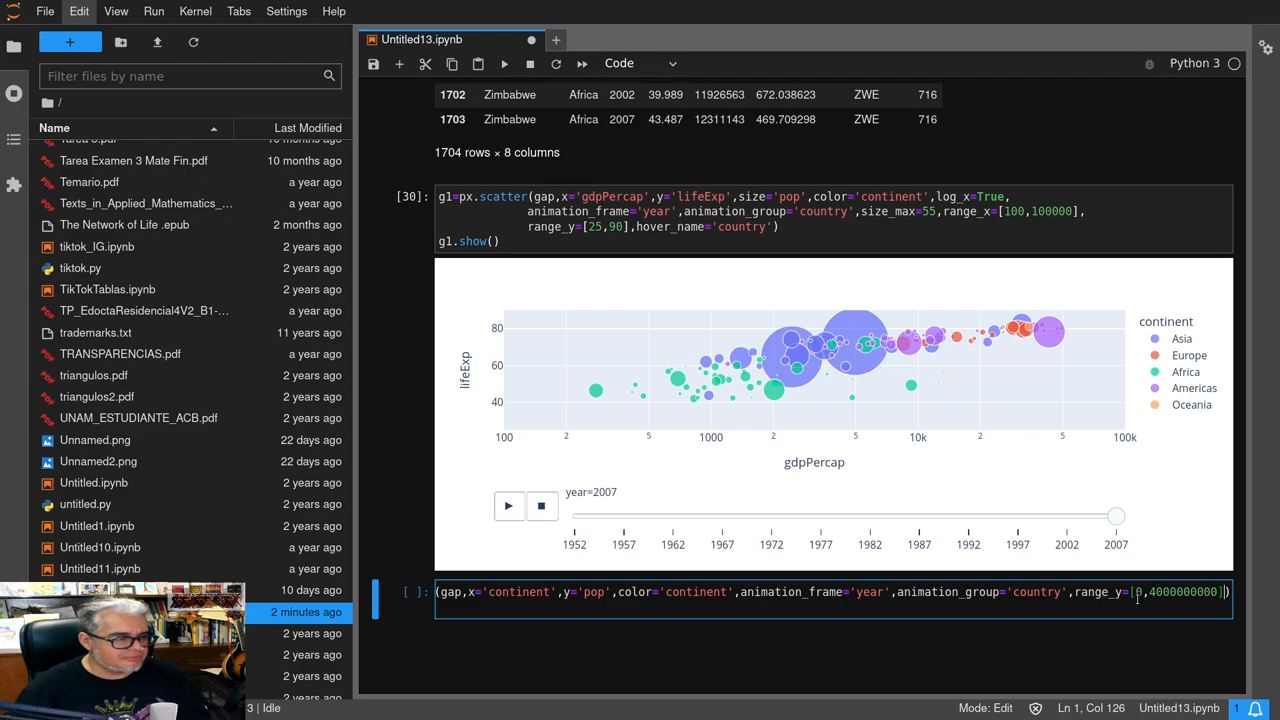 File Edit View Run Kernel Tabs Settings Help
Untitled13.ipynb
Filter files by name
Code
Python 3
/
Name Last Modified
10 months ago
Tarea Examen 3 Mate Fin.pdf 10 months ago
Temario.pdf a year ago
Texts_in_Applied_Mathematics_... a year ago
The Network of Life .epub 2 months ago
tiktok_IG.ipynb 2 years ago
tiktok.py 2 years ago
TikTokTablas.ipynb 2 years ago
TP_EdoctaResidencial4V2_B1-... a year ago
trademarks.txt 11 years ago
TRANSPARENCIAS.pdf a year ago
triangulos.pdf 2 years ago
triangulos2.pdf 2 years ago
UNAM_ESTUDIANTE_ACB.pdf a year ago
Unnamed.png 22 days ago
Unnamed2.png 22 days ago
Untitled.ipynb 2 years ago
untitled.py 2 years ago
Untitled1.ipynb 2 years ago
Untitled10.ipynb a year ago
Untitled11.ipynb a year ago
10 days ago
2 minutes ago
2 years ago
2 years ago
2 years ago
2 years ago
1702 Zimbabwe Africa 2002 39.989 11926563 672.038623 ZWE 716
1703 Zimbabwe Africa 2007 43.487 12311143 469.709298 ZWE 716
1704 rows × 8 columns
[30]: g1=px.scatter(gap,x='gdpPercap',y='lifeExp',size='pop',color='continent',log_x=True,
animation_frame='year',animation_group='country',size_max=55,range_x=[100,100000],
range_y=[25,90],hover_name='country')
g1.show()
continent
Asia
Europe
Africa
Americas
Oceania
lifeExp
80
60
40
100 2 5 1000 2 5 10k 2 5 100k
gdpPercap
year=2007
1952 1957 1962 1967 1972 1977 1982 1987 1992 1997 2002 2007
[ ]: (gap,x='continent',y='pop',color='continent',animation_frame='year',animation_group='country',range_y=[0,4000000000])
3 | Idle
Mode: Edit Ln 1, Col 126 Untitled13.ipynb 1